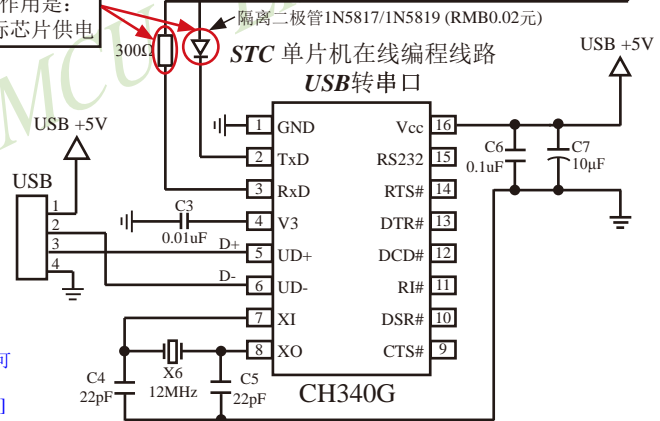 作用是：
标芯片供电
隔离二极管1N5817/1N5819 (RMB0.02元)
300Ω
STC 单片机在线编程线路
USB转串口
USB +5V
MCU
1
GND
2
TxD
3
RxD
4
V3
5
UD+
6
UD-
7
XI
8
XO
Vcc
16
RS232
15
RTS#
14
DTR#
13
DCD#
12
RI#
11
DSR#
10
CTS#
9
C6
0.1uF
C7
10μF
USB +5V
USB
1
2
3
4
C3
0.01uF
D+
D-
X6
12MHz
C4
22pF
C5
22pF
CH340G
可
]